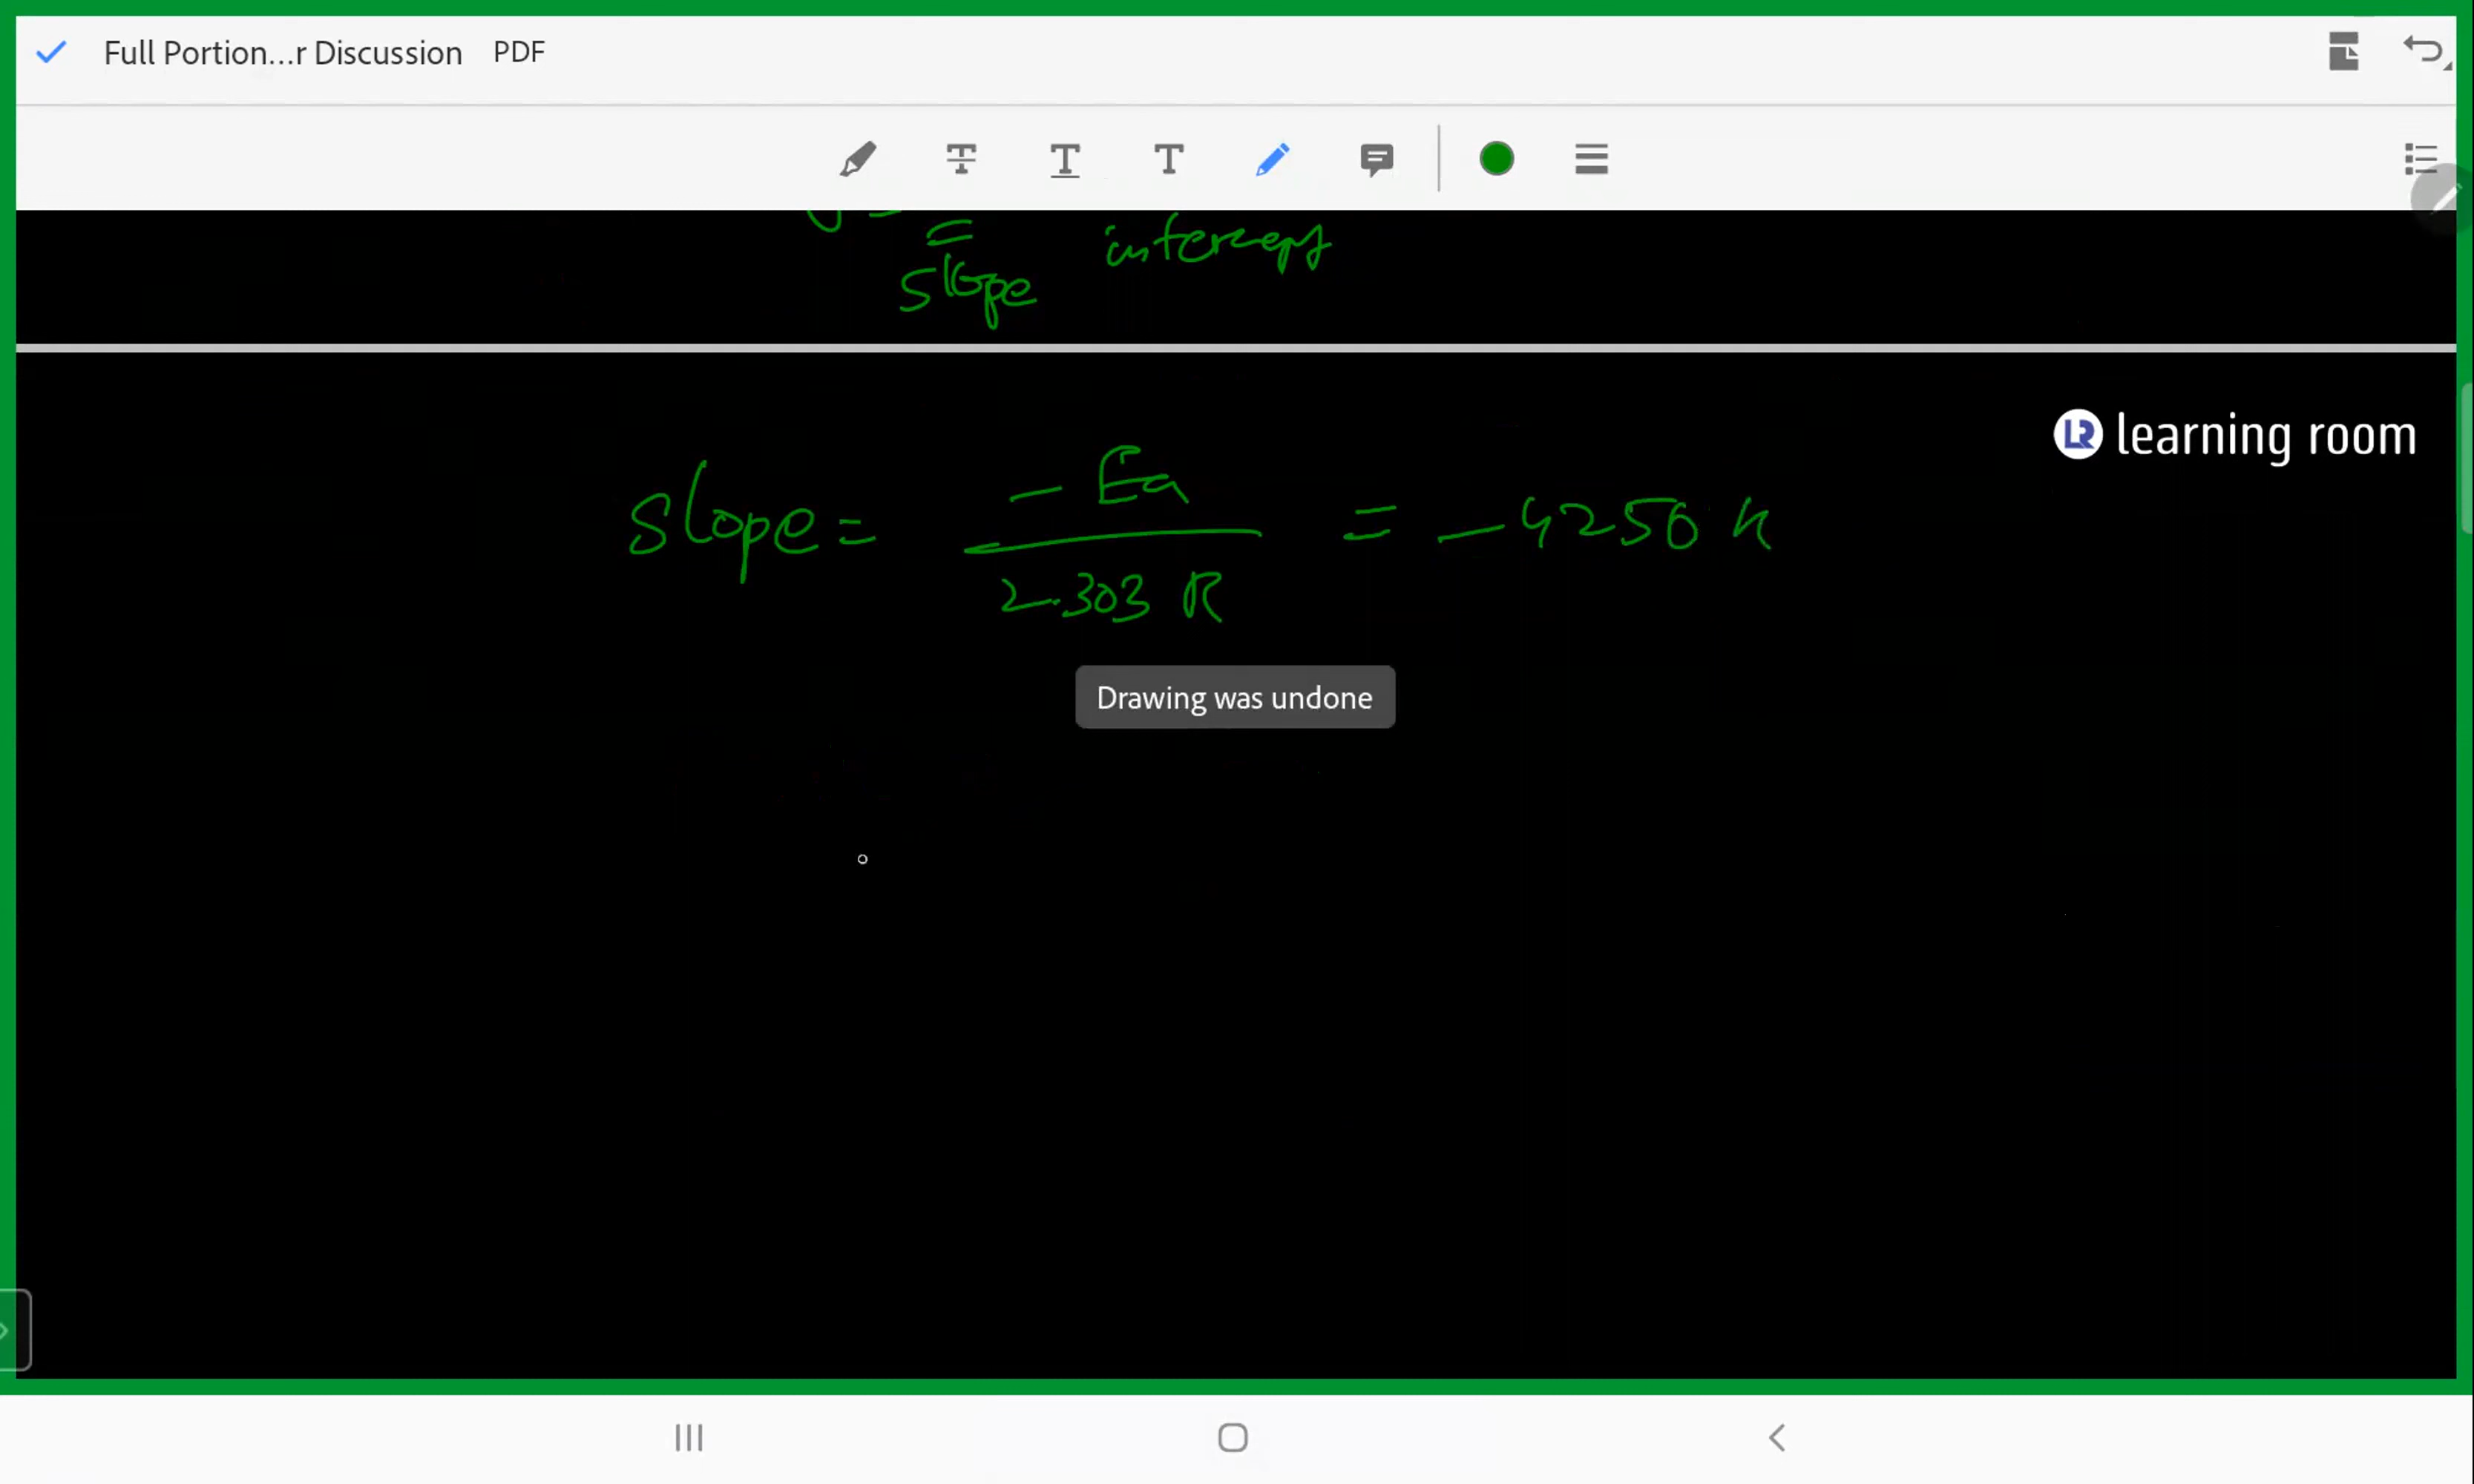 Full Portion...r Discussion PDF
= intercept
slope
learning room
Slope = - Ea / 2.303 R = - 4250 K
Drawing was undone